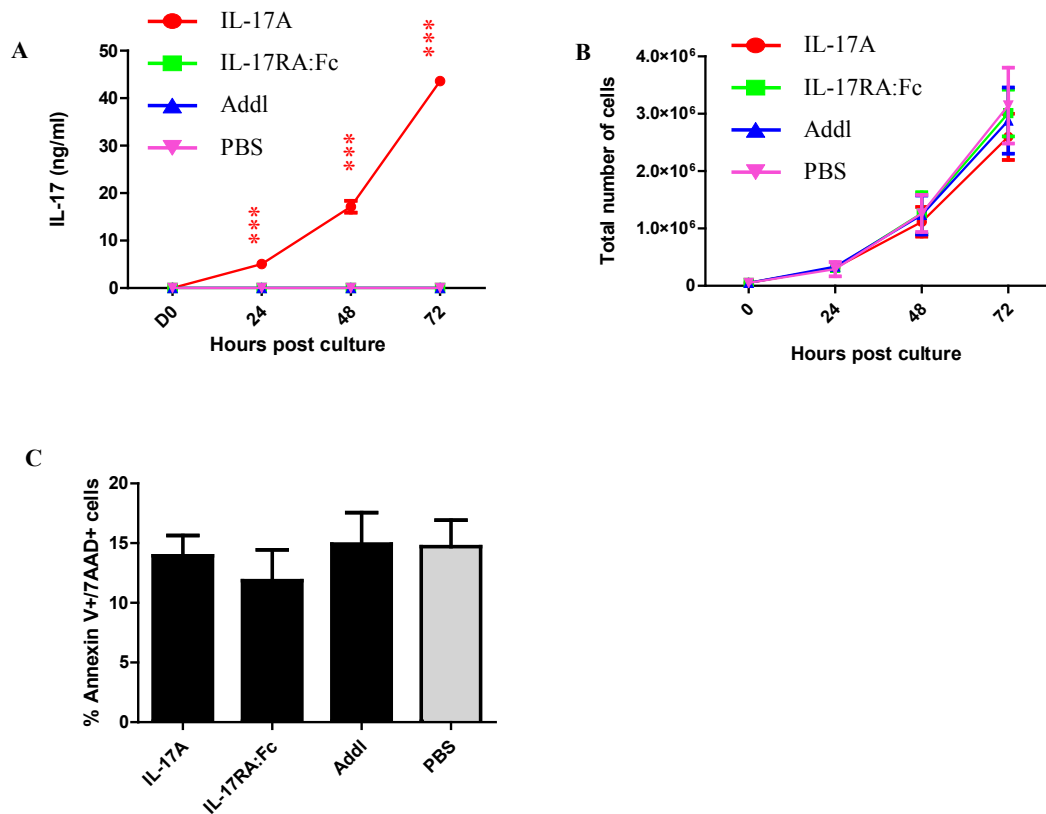 A
IL-17A
IL-17RA:Fc
Addl
PBS
IL-17 (ng/ml)
50
40
30
20
10
0
***
***
***
D0
24
48
72
Hours post culture
B
IL-17A
IL-17RA:Fc
Addl
PBS
Total number of cells
4.0×10⁶
3.0×10⁶
2.0×10⁶
1.0×10⁶
0
0
24
48
72
Hours post culture
C
% Annexin V+/7AAD+ cells
20
15
10
5
0
IL-17A
IL-17RA:Fc
Addl
PBS